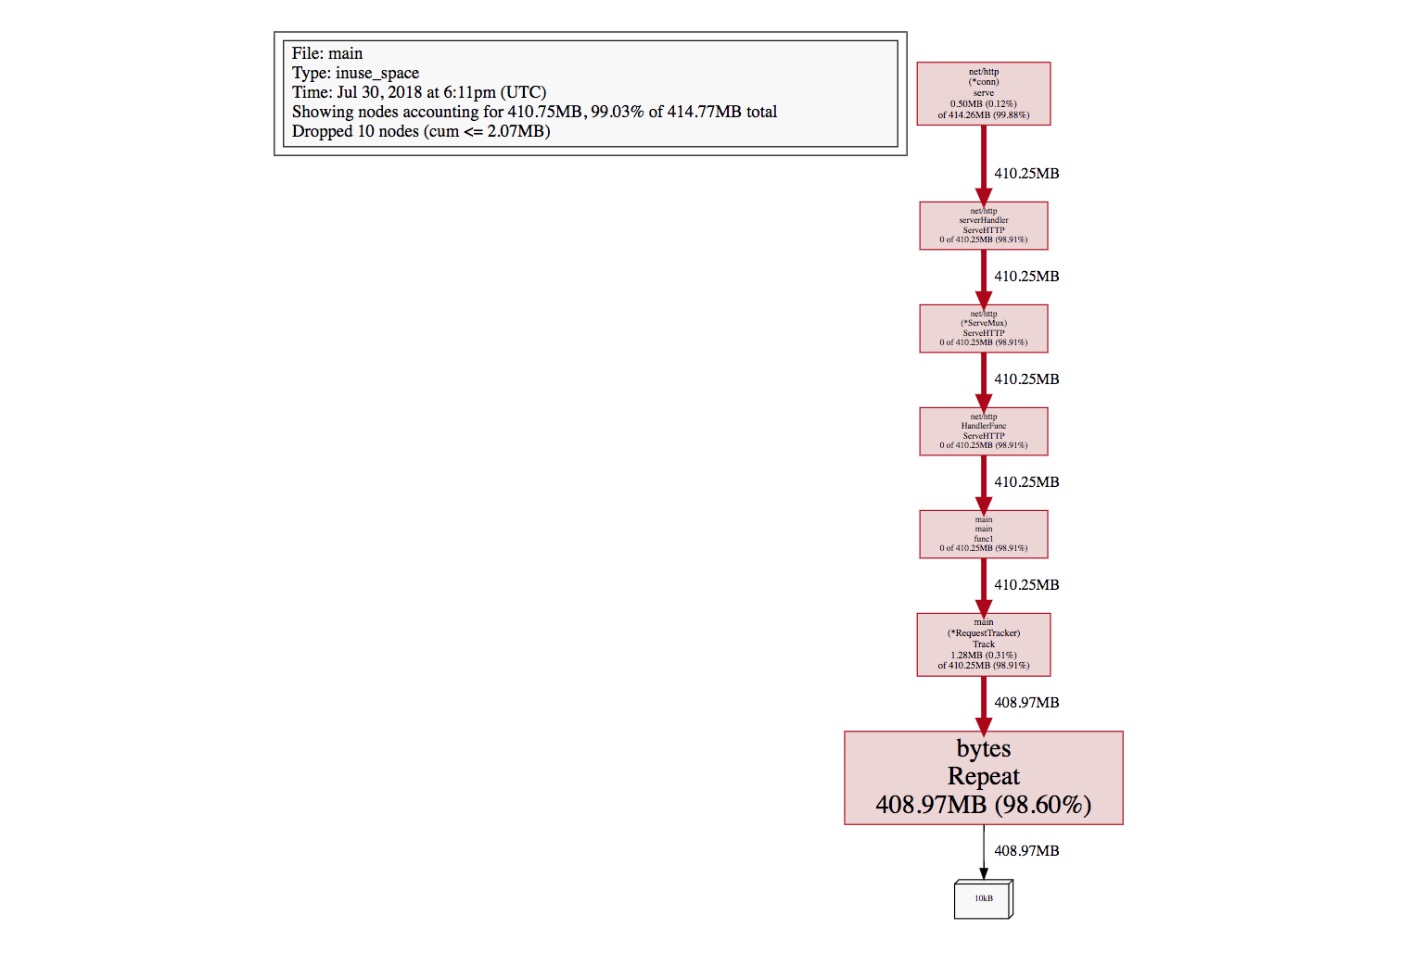 File: main
Type: inuse_space
Time: Jul 30, 2018 at 6:11pm (UTC)
Showing nodes accounting for 410.75MB, 99.03% of 414.77MB total
Dropped 10 nodes (cum <= 2.07MB)
net/http
(*conn)
serve
0.50MB (0.12%)
of 414.26MB (99.88%)
410.25MB
net/http
serverHandler
ServeHTTP
0 of 410.25MB (98.91%)
410.25MB
net/http
(*ServeMux)
ServeHTTP
0 of 410.25MB (98.91%)
410.25MB
net/http
HandlerFunc
ServeHTTP
0 of 410.25MB (98.91%)
410.25MB
main
main
func1
0 of 410.25MB (98.91%)
410.25MB
main
(*RequestTracker)
Track
1.28MB (0.31%)
of 410.25MB (98.91%)
408.97MB
bytes
Repeat
408.97MB (98.60%)
408.97MB
10kB